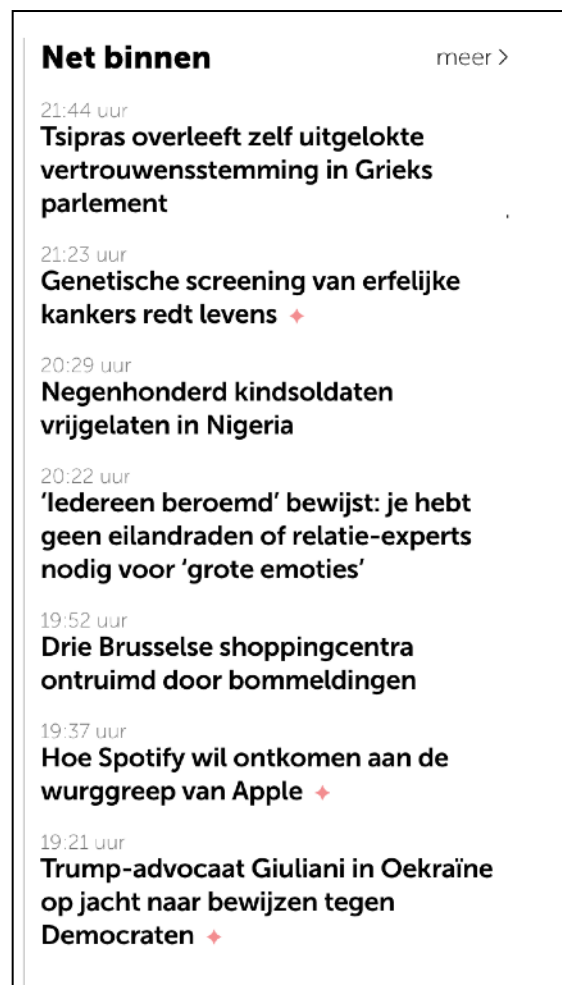 Net binnen
meer >
21:44 uur
Tsipras overleeft zelf uitgelokte
vertrouwensstemming in Grieks
parlement
21:23 uur
Genetische screening van erfelijke
kankers redt levens
20:29 uur
Negenhonderd kindsoldaten
vrijgelaten in Nigeria
20:22 uur
‘Iedereen beroemd’ bewijst: je hebt
geen eilandraden of relatie-experts
nodig voor ‘grote emoties’
19:52 uur
Drie Brusselse shoppingcentra
ontruimd door bommeldingen
19:37 uur
Hoe Spotify wil ontkomen aan de
wurggreep van Apple
19:21 uur
Trump-advocaat Giuliani in Oekraïne
op jacht naar bewijzen tegen
Democraten